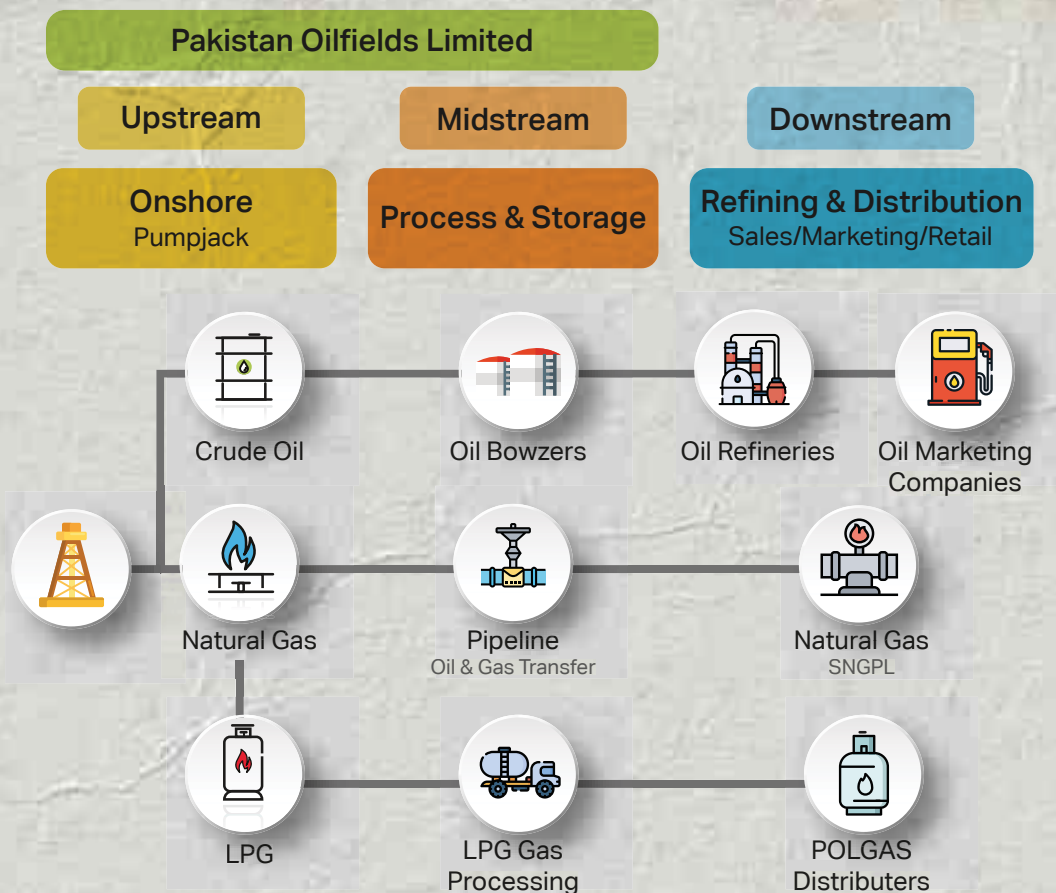 Pakistan Oilfields Limited
Upstream
Midstream
Downstream
Onshore
Pumpjack
Process & Storage
Refining & Distribution
Sales/Marketing/Retail
Crude Oil
Oil Bowzers
Oil Refineries
Oil Marketing
Companies
Natural Gas
Pipeline
Oil & Gas Transfer
Natural Gas
SNGPL
LPG
LPG Gas
Processing
POLGAS
Distributers